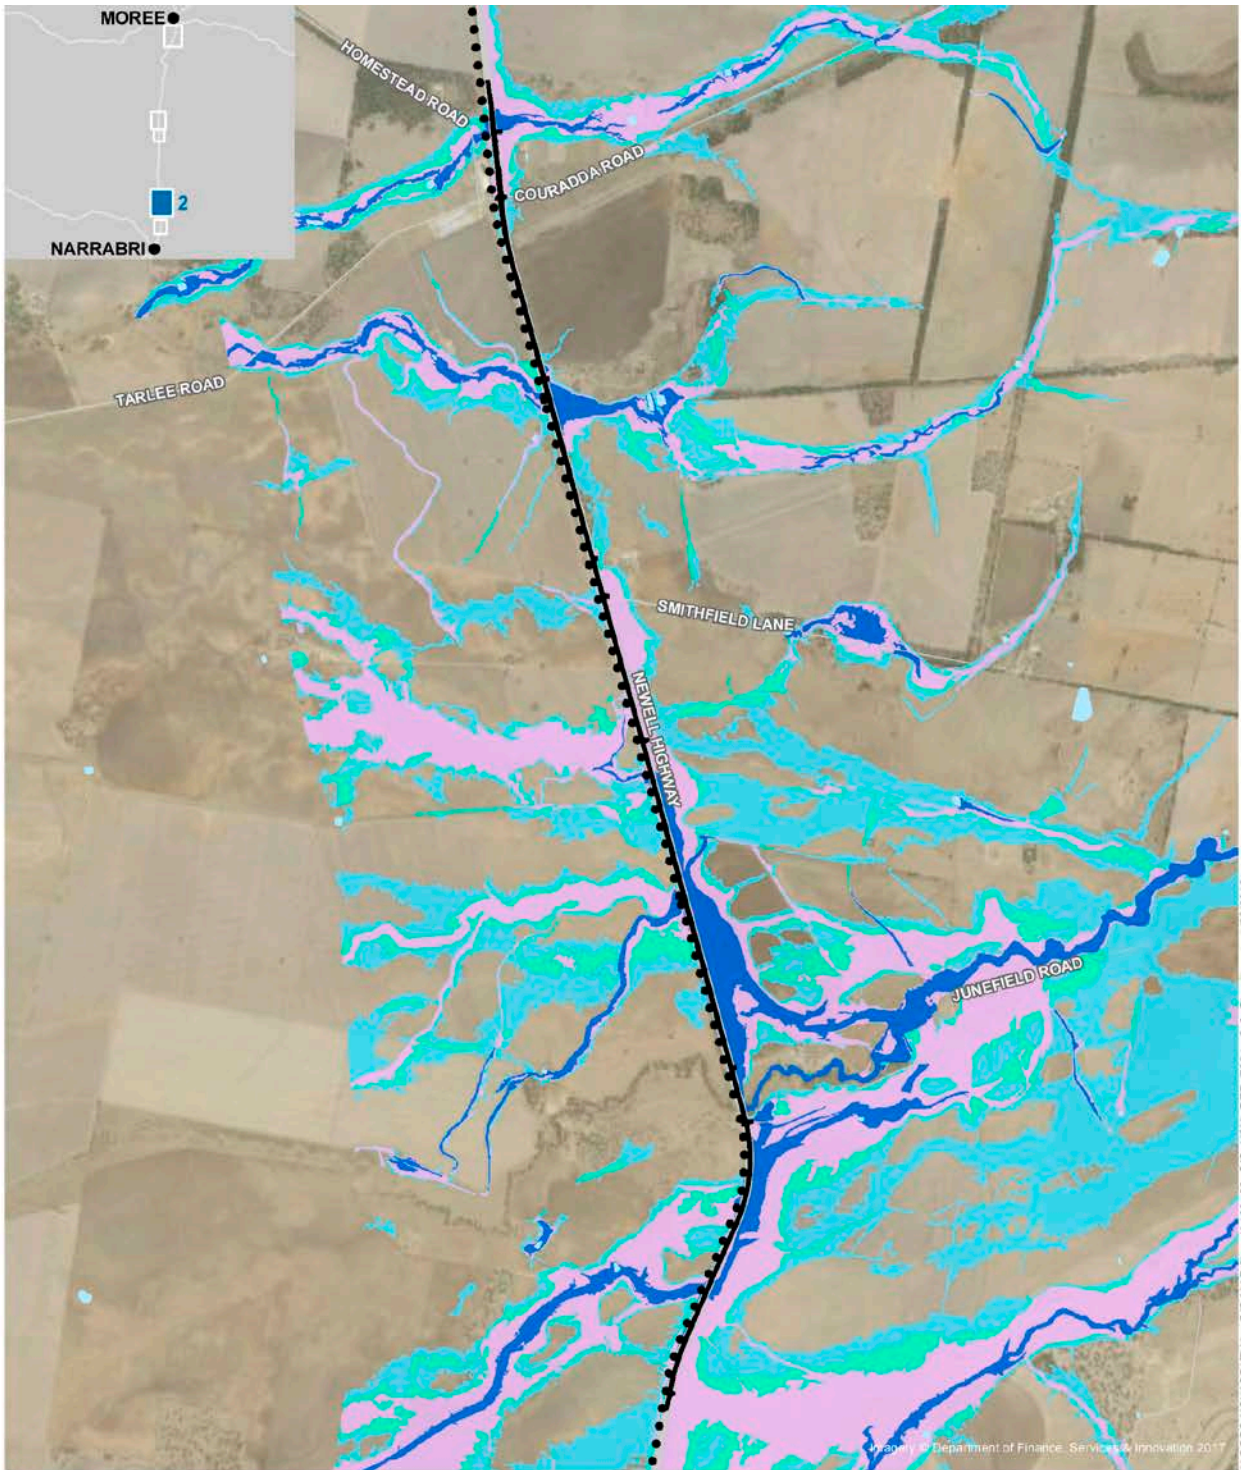 MOREE
HOMESTEAD ROAD
COURADDA ROAD
2
NARRABRI
TARLEE ROAD
SMITHFIELD LANE
NEWELL HIGHWAY
JUNEFIELD ROAD
Imagery © Department of Finance, Services & Innovation 2017